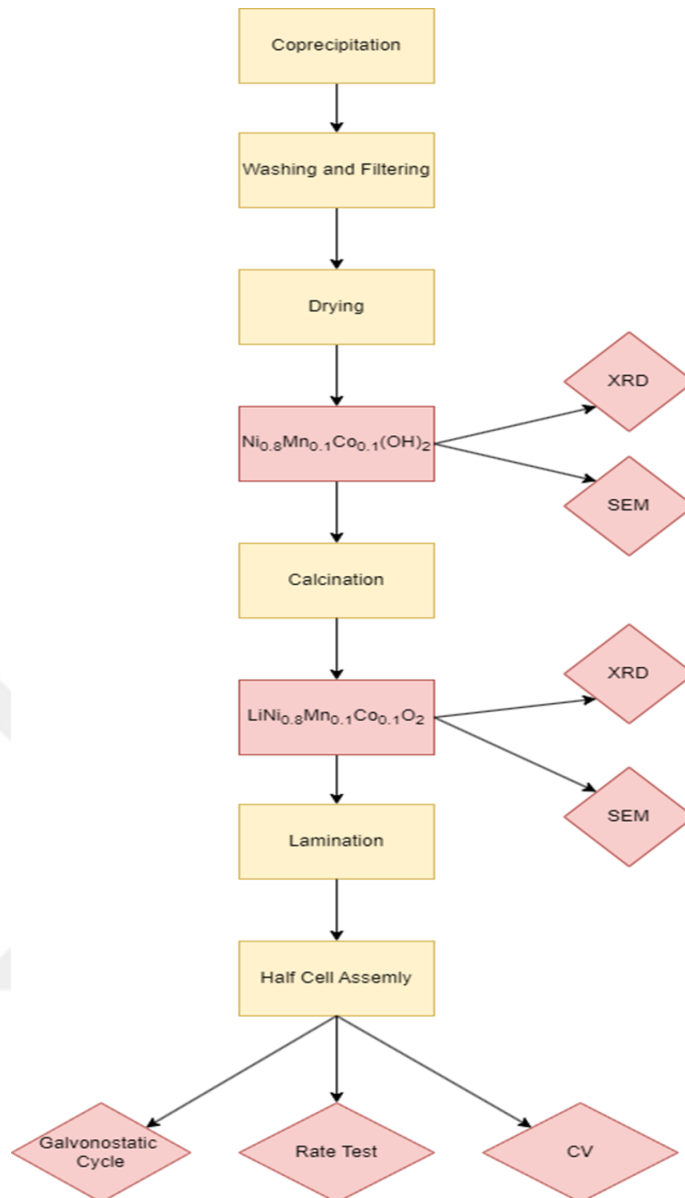 Coprecipitation
Washing and Filtering
Drying
XRD
Ni₀.₈Mn₀.₁Co₀.₁(OH)₂
SEM
Calcination
XRD
LiNi₀.₈Mn₀.₁Co₀.₁O₂
SEM
Lamination
Half Cell Assemly
Galvonostatic
Cycle
Rate Test
CV